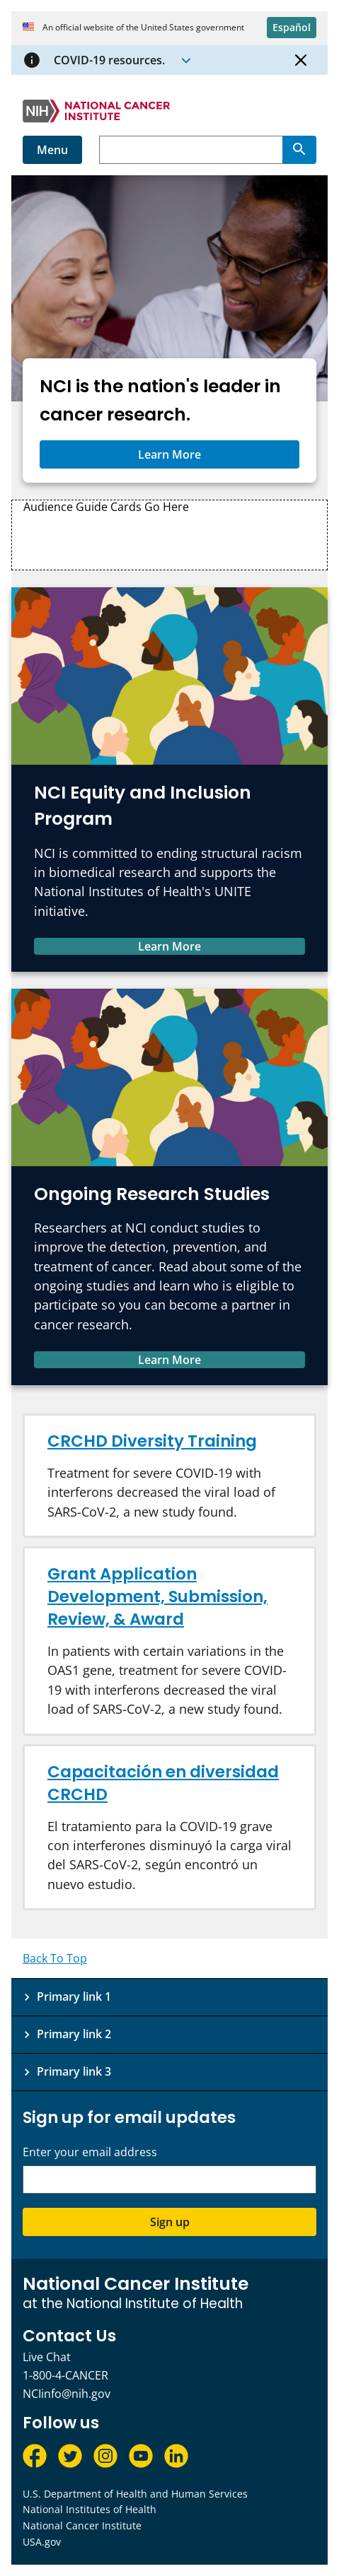 An official website of the United States government
Español
COVID-19 resources.
NIH
NATIONAL CANCER
INSTITUTE
Menu
NCI is the nation's leader in
cancer research.
Learn More
Audience Guide Cards Go Here
NCI Equity and Inclusion
Program
NCI is committed to ending structural racism
in biomedical research and supports the
National Institutes of Health's UNITE
initiative.
Learn More
Ongoing Research Studies
Researchers at NCI conduct studies to
improve the detection, prevention, and
treatment of cancer. Read about some of the
ongoing studies and learn who is eligible to
participate so you can become a partner in
cancer research.
Learn More
CRCHD Diversity Training
Treatment for severe COVID-19 with
interferons decreased the viral load of
SARS-CoV-2, a new study found.
Grant Application
Development, Submission,
Review, & Award
In patients with certain variations in the
OAS1 gene, treatment for severe COVID-
19 with interferons decreased the viral
load of SARS-CoV-2, a new study found.
Capacitación en diversidad
CRCHD
El tratamiento para la COVID-19 grave
con interferones disminuyó la carga viral
del SARS-CoV-2, según encontró un
nuevo estudio.
Back To Top
Primary link 1
Primary link 2
Primary link 3
Sign up for email updates
Enter your email address
Sign up
National Cancer Institute
at the National Institute of Health
Contact Us
Live Chat
1-800-4-CANCER
NCIinfo@nih.gov
Follow us
U.S. Department of Health and Human Services
National Institutes of Health
National Cancer Institute
USA.gov